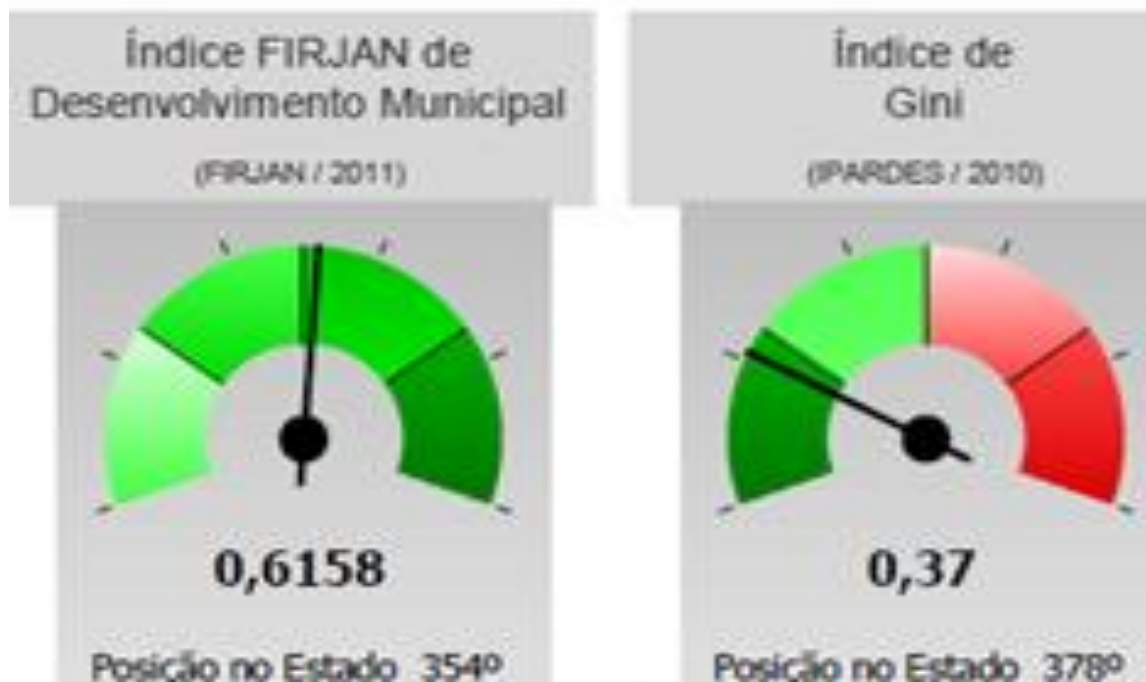 Índice FIRJAN de
Desenvolvimento Municipal
(FIRJAN / 2011)
0,6158
Posição no Estado 354º
Índice de
Gini
(IPARDES / 2010)
0,37
Posição no Estado 378º